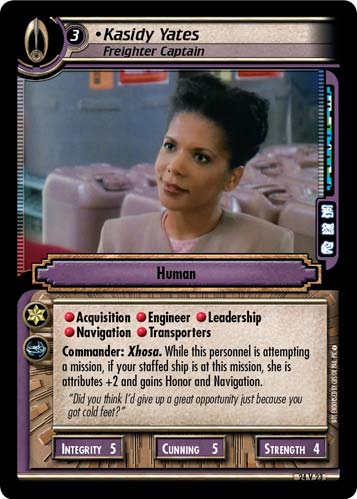 3
•Kasidy Yates
Freighter Captain
Human
Acquisition Engineer Leadership
Navigation Transporters
Commander: Xhosa. While this personnel is attempting
a mission, if your staffed ship is at this mission, she is
attributes +2 and gains Honor and Navigation.
"Did you think I'd give up a great opportunity just because you
got cold feet?"
INTEGRITY 5 CUNNING 5 STRENGTH 4
24 V 23